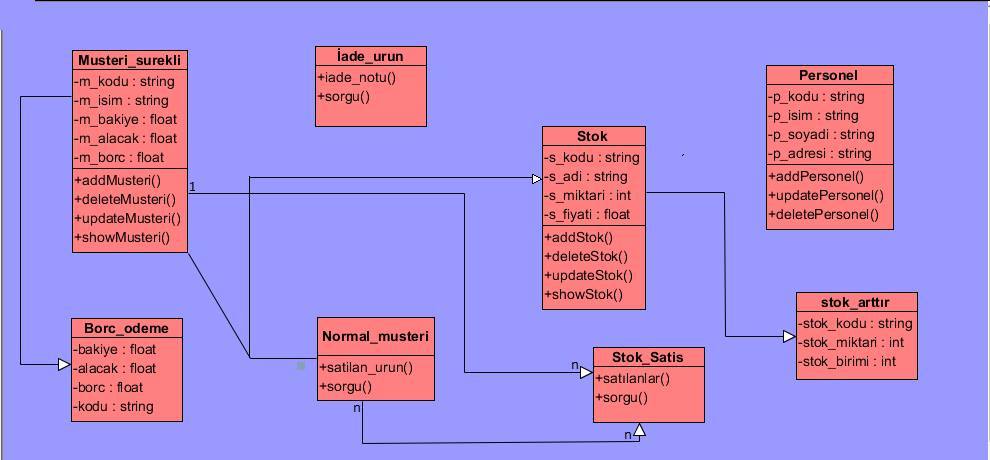 Musteri_surekli
-m_kodu : string
-m_isim : string
-m_bakiye : float
-m_alacak : float
-m_borc : float
+addMusteri()
+deleteMusteri()
+updateMusteri()
+showMusteri()
İade_urun
+iade_notu()
+sorgu()
Personel
-p_kodu : string
-p_isim : string
-p_soyadi : string
-p_adresi : string
+addPersonel()
+updatePersonel()
+deletePersonel()
Stok
-s_kodu : string
-s_adi : string
-s_miktari : int
-s_fiyati : float
+addStok()
+deleteStok()
+updateStok()
+showStok()
1
stok_arttır
-stok_kodu : string
-stok_miktari : int
-stok_birimi : int
Borc_odeme
-bakiye : float
-alacak : float
-borc : float
-kodu : string
Normal_musteri
+satilan_urun()
+sorgu()
n
n
Stok_Satis
+satılanlar()
+sorgu()
n